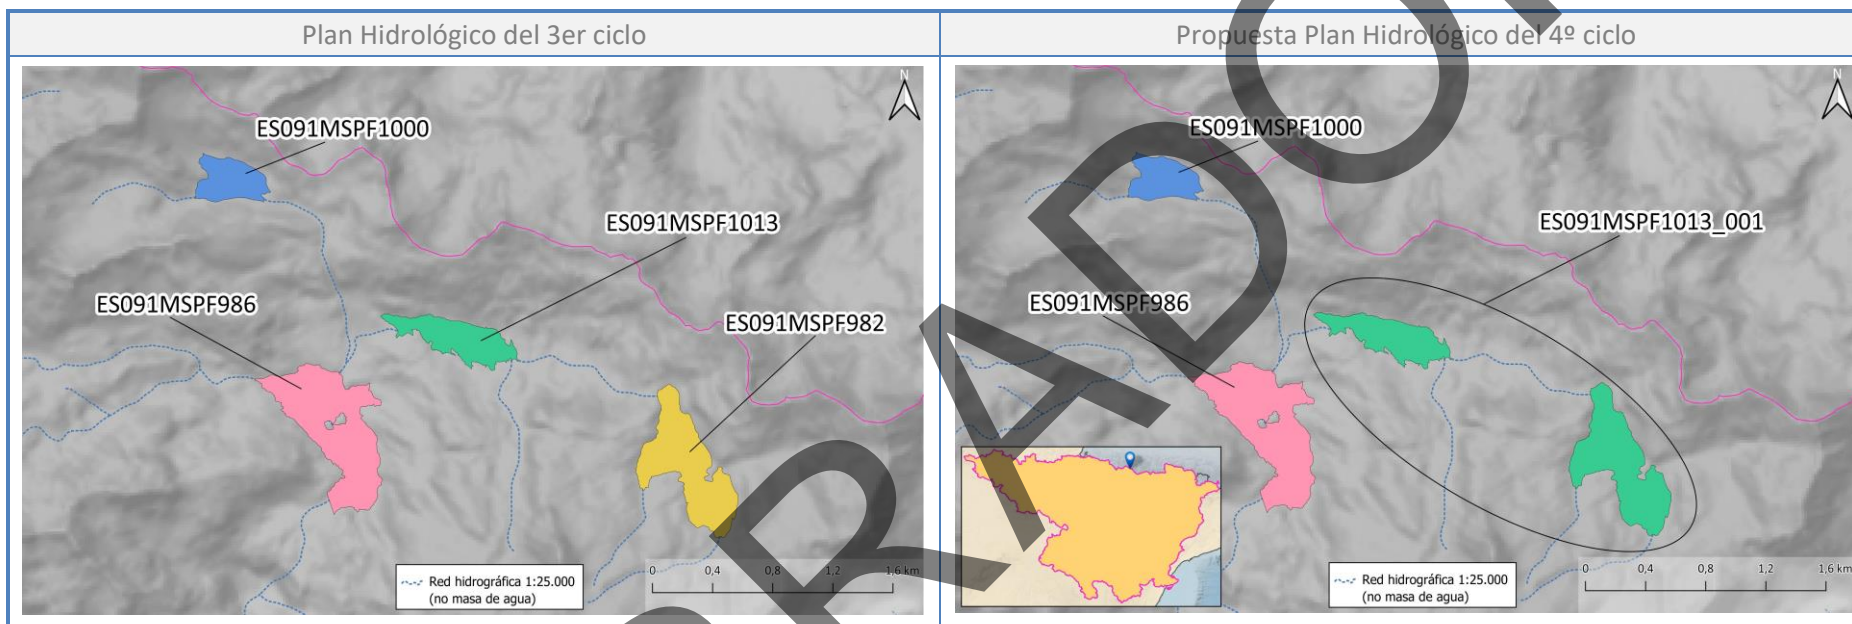 Plan Hidrológico del 3er ciclo
Propuesta Plan Hidrológico del 4º ciclo
N
ES091MSPF1000
ES091MSPF1013
ES091MSPF986
ES091MSPF982
Red hidrográfica 1:25.000
(no masa de agua)
0 0,4 0,8 1,2 1,6 km
N
ES091MSPF1000
ES091MSPF1013_001
ES091MSPF986
Red hidrográfica 1:25.000
(no masa de agua)
0 0,4 0,8 1,2 1,6 km